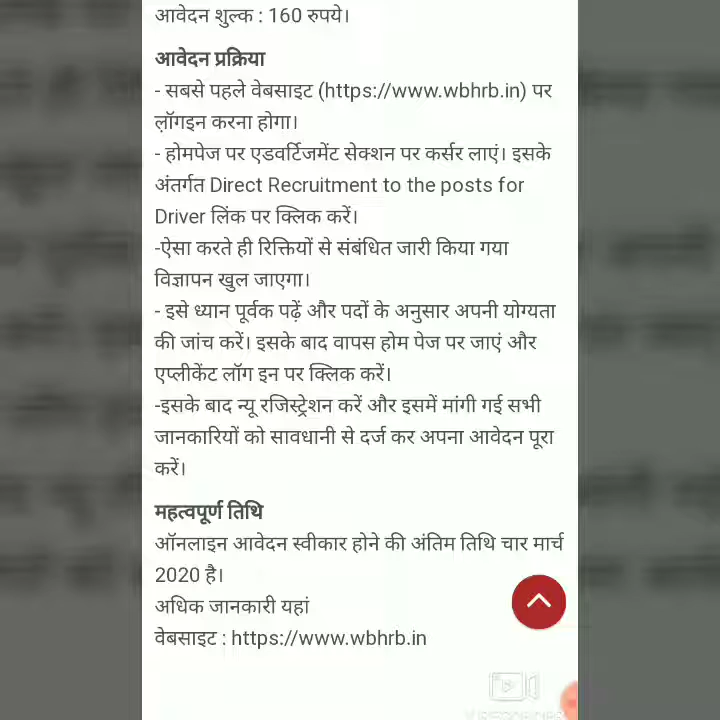 आवेदन शुल्क : 160 रुपये।
आवेदन प्रक्रिया
- सबसे पहले वेबसाइट (https://www.wbhrb.in) पर
ल़ॉगइन करना होगा।
- होमपेज पर एडवर्टिजमेंट सेक्शन पर कर्सर लाएं। इसके
अंतर्गत Direct Recruitment to the posts for
Driver लिंक पर क्लिक करें।
-ऐसा करते ही रिक्तियों से संबंधित जारी किया गया
विज्ञापन खुल जाएगा।
- इसे ध्यान पूर्वक पढ़ें और पदों के अनुसार अपनी योग्यता
की जांच करें। इसके बाद वापस होम पेज पर जाएं और
एप्लीकेंट लॉग इन पर क्लिक करें।
-इसके बाद न्यू रजिस्ट्रेशन करें और इसमें मांगी गई सभी
जानकारियों को सावधानी से दर्ज कर अपना आवेदन पूरा
करें।
महत्वपूर्ण तिथि
ऑनलाइन आवेदन स्वीकार होने की अंतिम तिथि चार मार्च
2020 है।
अधिक जानकारी यहां
वेबसाइट : https://www.wbhrb.in